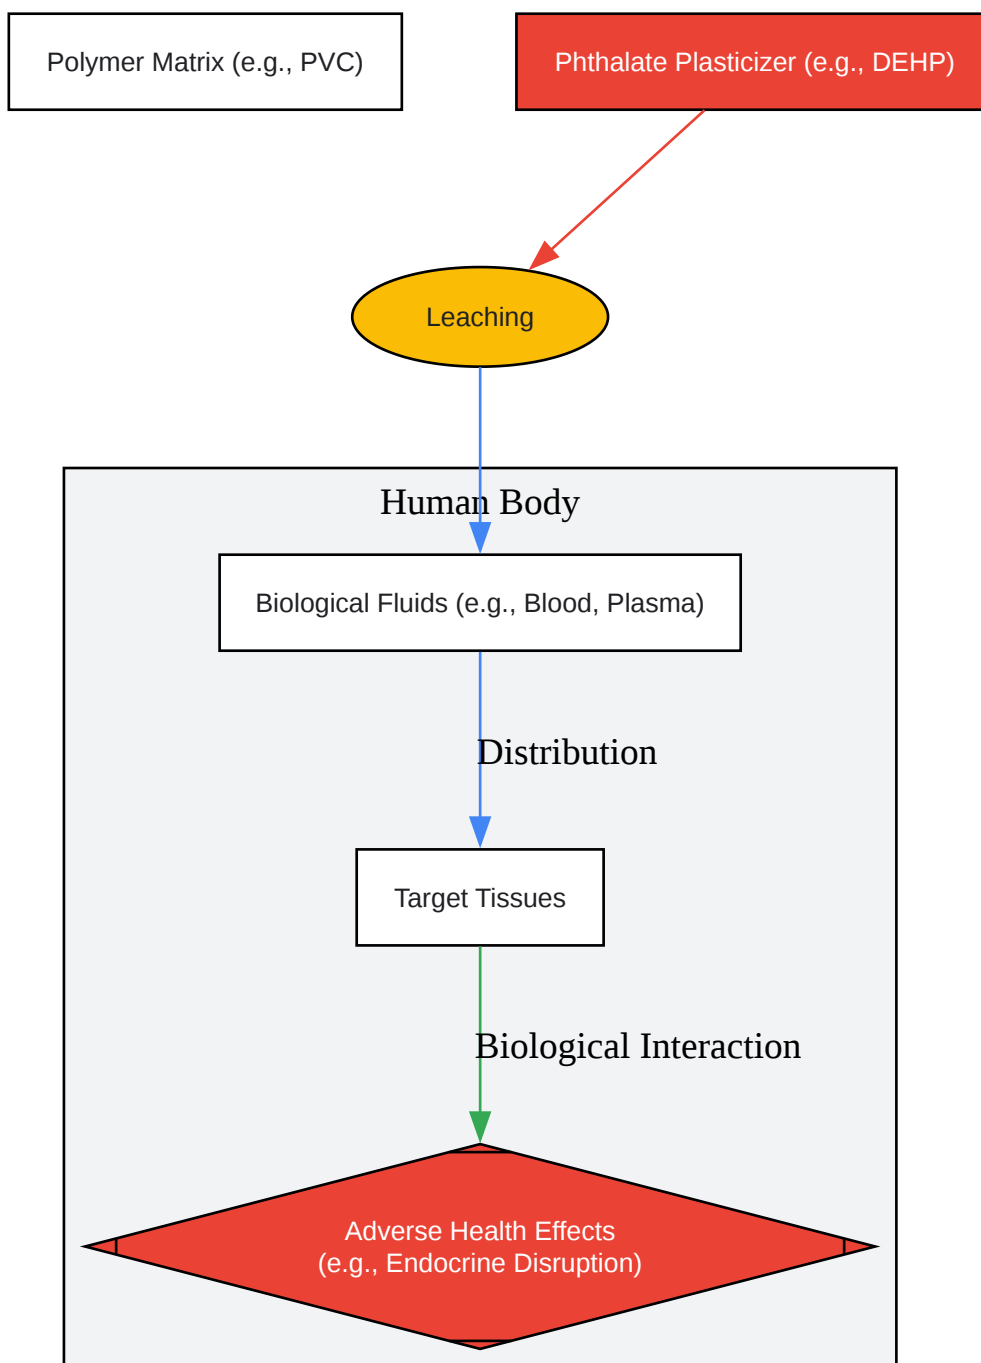 Polymer Matrix (e.g., PVC)
Phthalate Plasticizer (e.g., DEHP)
Leaching
Human Body
Biological Fluids (e.g., Blood, Plasma)
Distribution
Target Tissues
Biological Interaction
Adverse Health Effects
(e.g., Endocrine Disruption)